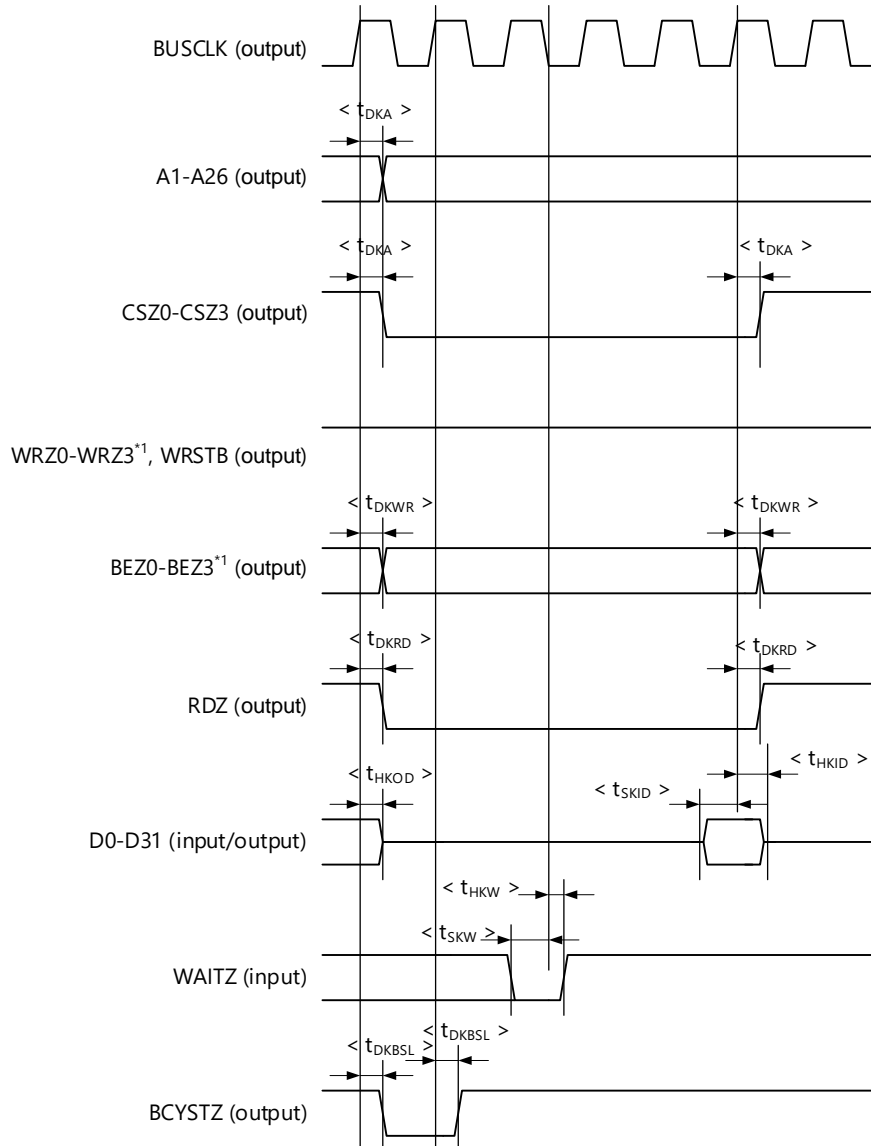 BUSCLK (output)
< tDKA >
A1-A26 (output)
< tDKA > < tDKA >
CSZ0-CSZ3 (output)
WRZ0-WRZ3*1, WRSTB (output)
< tDKWR > < tDKWR >
BEZ0-BEZ3*1 (output)
< tDKRD > < tDKRD >
RDZ (output)
< tHKID >
< tHKOD > < tSKID >
D0-D31 (input/output)
< tHKW >
< tSKW >
WAITZ (input)
< tDKBSL >
< tDKBSL >
BCYSTZ (output)